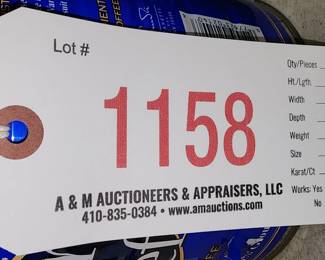 Lot #
1158
A & M AUCTIONEERS & APPRAISERS, LLC
410-835-0384 • www.amauctions.com
Qty/Pieces
Ht./Lgth.
Width
Depth
Weight
Size
Karat/Ct
Works: Yes
No